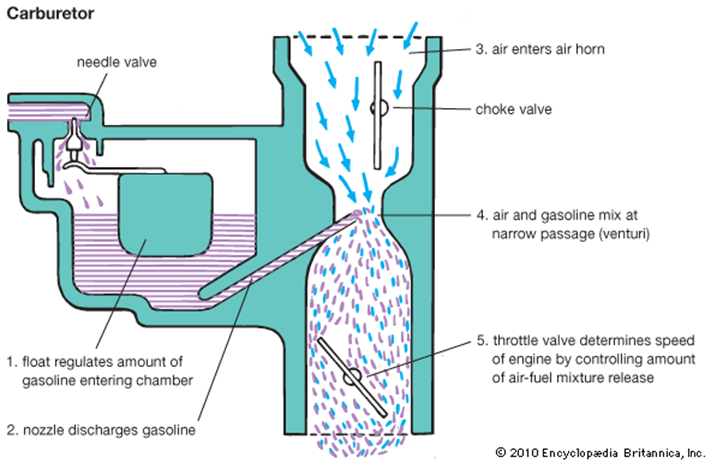 Carburetor
needle valve
3. air enters air horn
choke valve
4. air and gasoline mix at
narrow passage (venturi)
5. throttle valve determines speed
of engine by controlling amount
of air-fuel mixture release
1. float regulates amount of
gasoline entering chamber
2. nozzle discharges gasoline
© 2010 Encyclopædia Britannica, Inc.